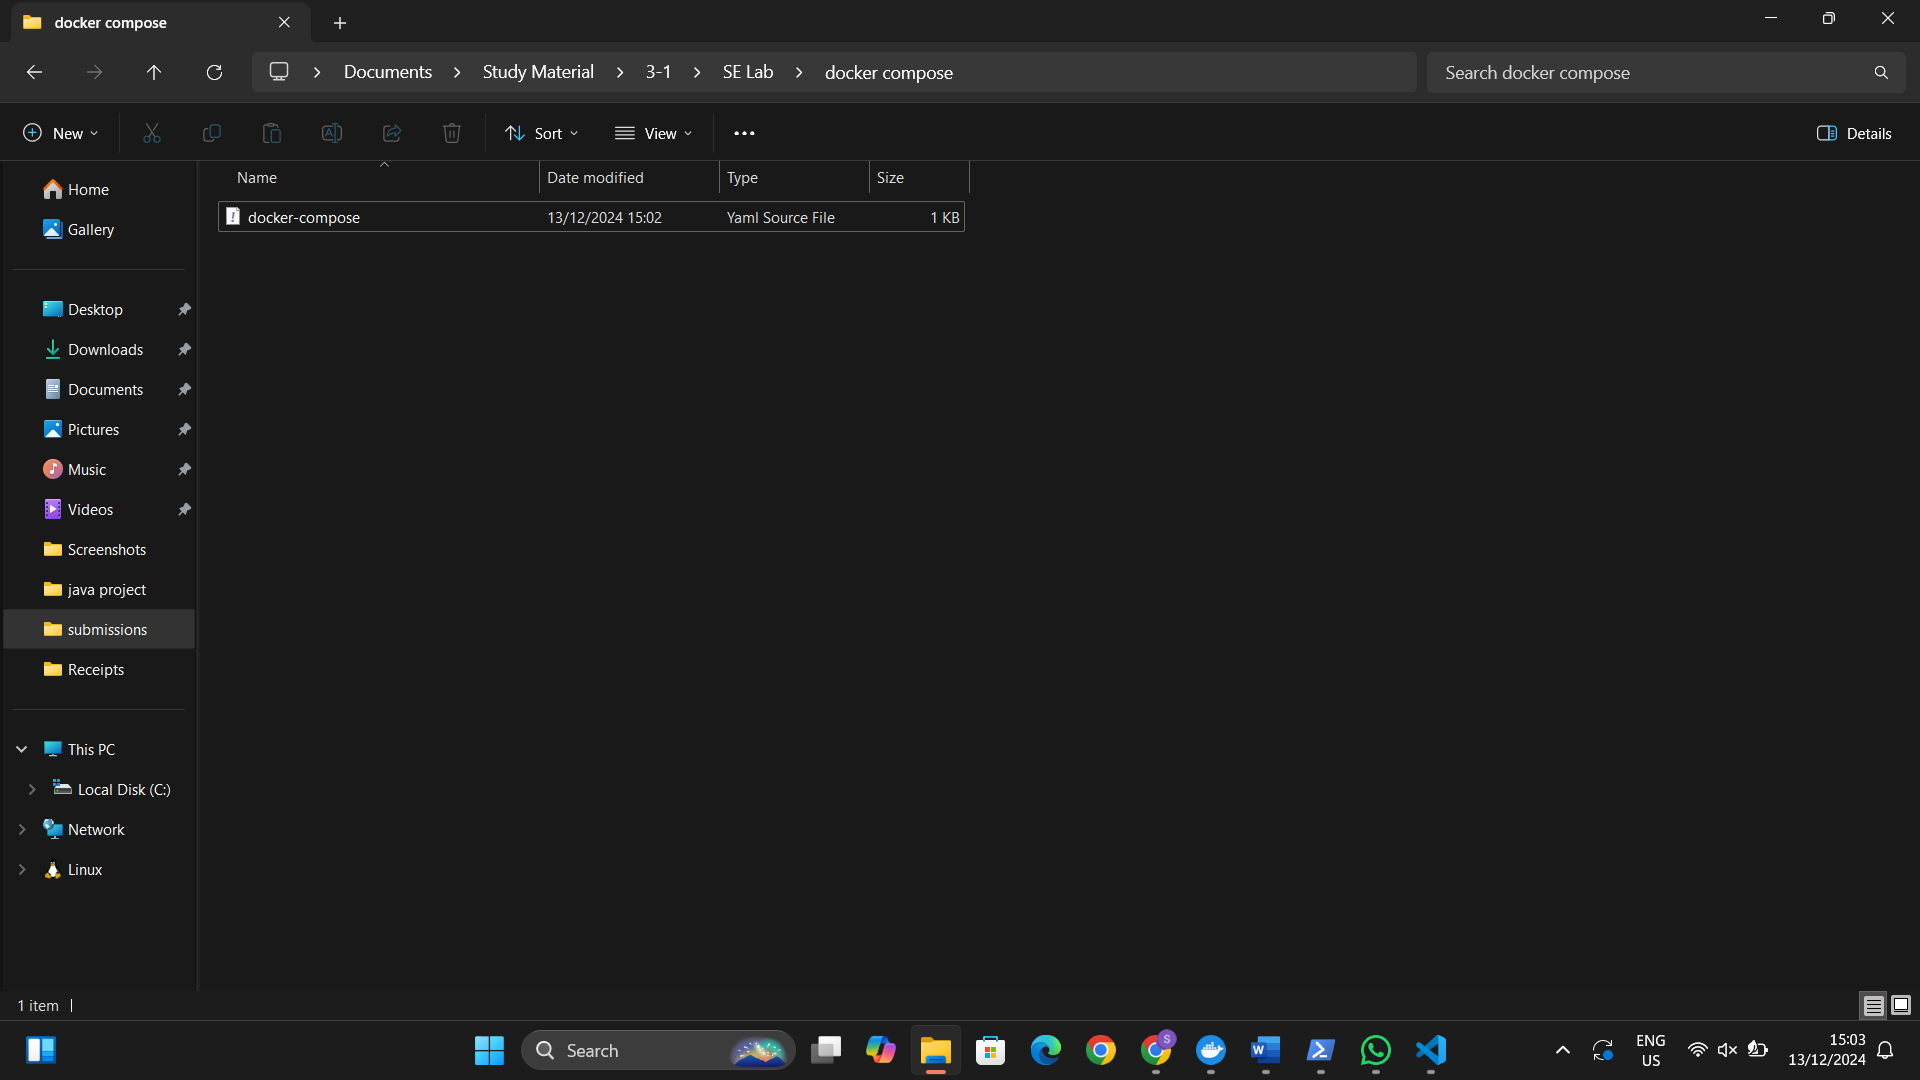 docker compose
Documents > Study Material > 3-1 > SE Lab > docker compose
Search docker compose
New
Sort
View
Details
Name
Date modified
Type
Size
docker-compose
13/12/2024 15:02
Yaml Source File
1 KB
Home
Gallery
Desktop
Downloads
Documents
Pictures
Music
Videos
Screenshots
java project
submissions
Receipts
This PC
Local Disk (C:)
Network
Linux
1 item
Search
S
W
ENG
US
15:03
13/12/2024